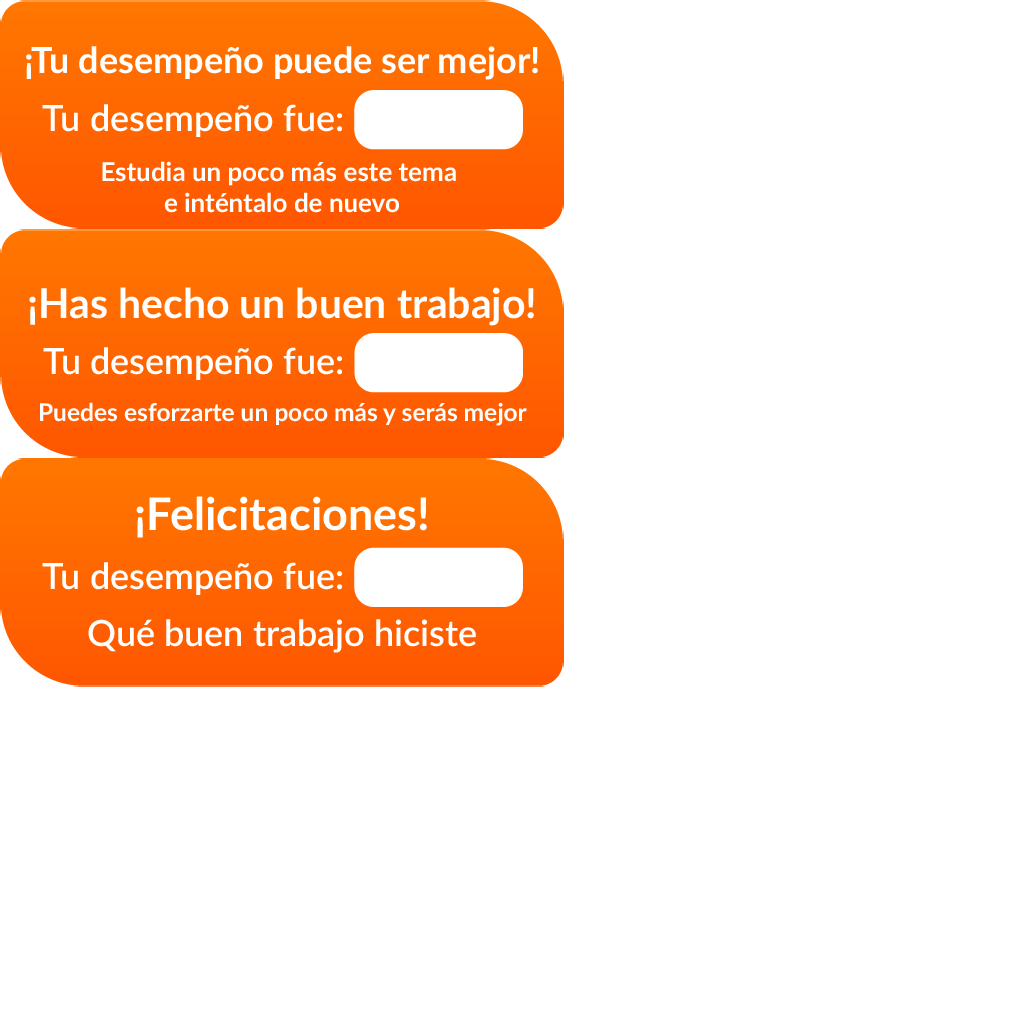 ¡Tu desempeño puede ser mejor!
Tu desempeño fue:
Estudia un poco más este tema
e inténtalo de nuevo
¡Has hecho un buen trabajo!
Tu desempeño fue:
Puedes esforzarte un poco más y serás mejor
¡Felicitaciones!
Tu desempeño fue:
Qué buen trabajo hiciste